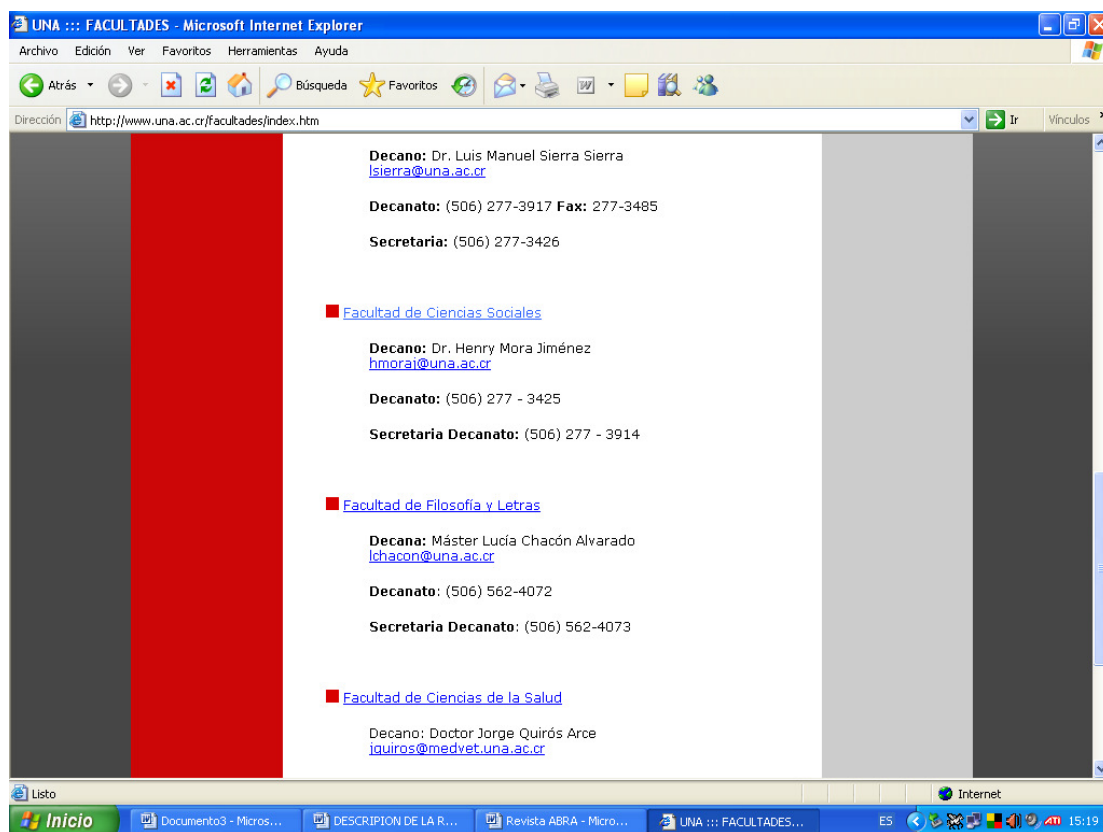 UNA ::: FACULTADES - Microsoft Internet Explorer
Archivo Edición Ver Favoritos Herramientas Ayuda
Atrás Búsqueda Favoritos
Dirección http://www.una.ac.cr/facultades/index.htm Ir Vínculos
Decano: Dr. Luis Manuel Sierra Sierra
lsierra@una.ac.cr
Decanato: (506) 277-3917 Fax: 277-3485
Secretaria: (506) 277-3426
Facultad de Ciencias Sociales
Decano: Dr. Henry Mora Jiménez
hmoraj@una.ac.cr
Decanato: (506) 277 - 3425
Secretaria Decanato: (506) 277 - 3914
Facultad de Filosofía y Letras
Decana: Máster Lucía Chacón Alvarado
lchacon@una.ac.cr
Decanato: (506) 562-4072
Secretaria Decanato: (506) 562-4073
Facultad de Ciencias de la Salud
Decano: Doctor Jorge Quirós Arce
jquiros@medvet.una.ac.cr
Listo Internet
Inicio Documento3 - Micros... DESCRIPION DE LA R... Revista ABRA - Micro... UNA ::: FACULTADES... ES ATI 15:19